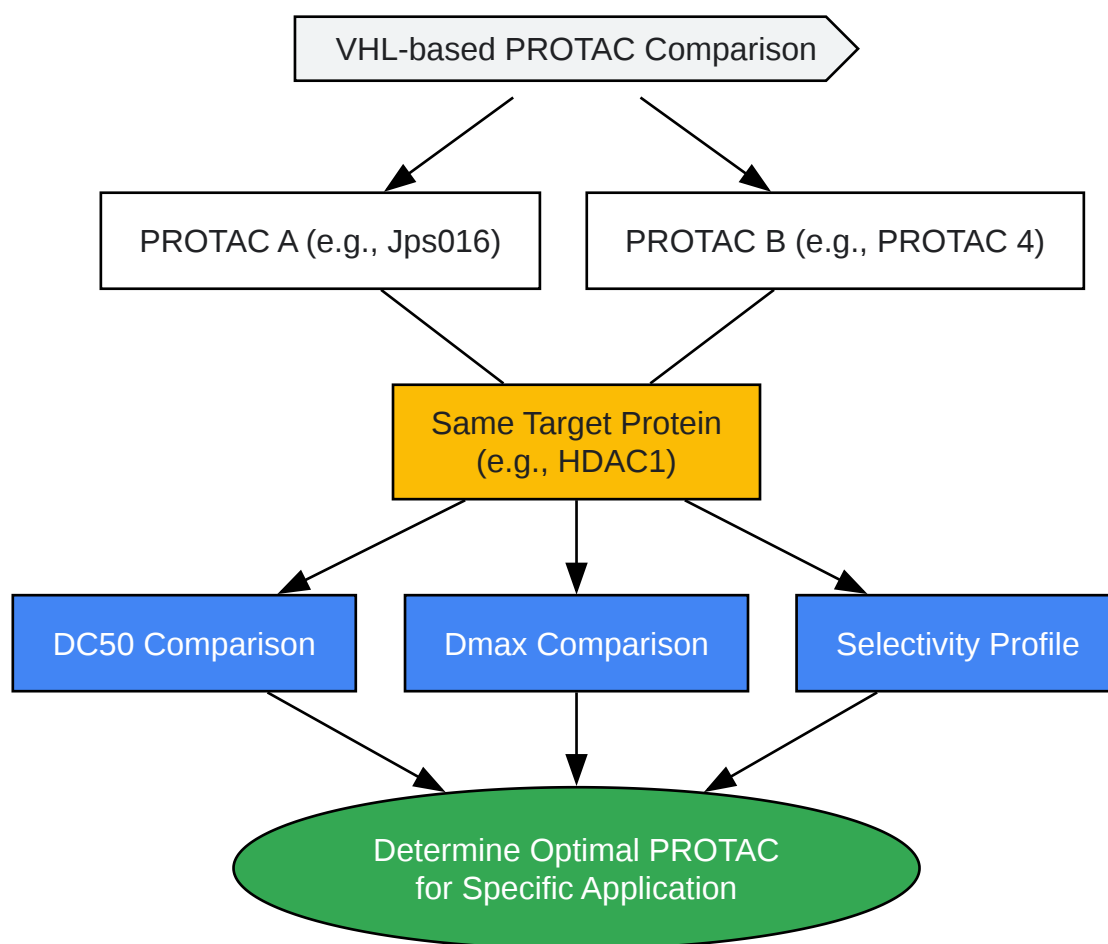 VHL-based PROTAC Comparison
PROTAC A (e.g., Jps016)
PROTAC B (e.g., PROTAC 4)
Same Target Protein
(e.g., HDAC1)
DC50 Comparison
Dmax Comparison
Selectivity Profile
Determine Optimal PROTAC
for Specific Application